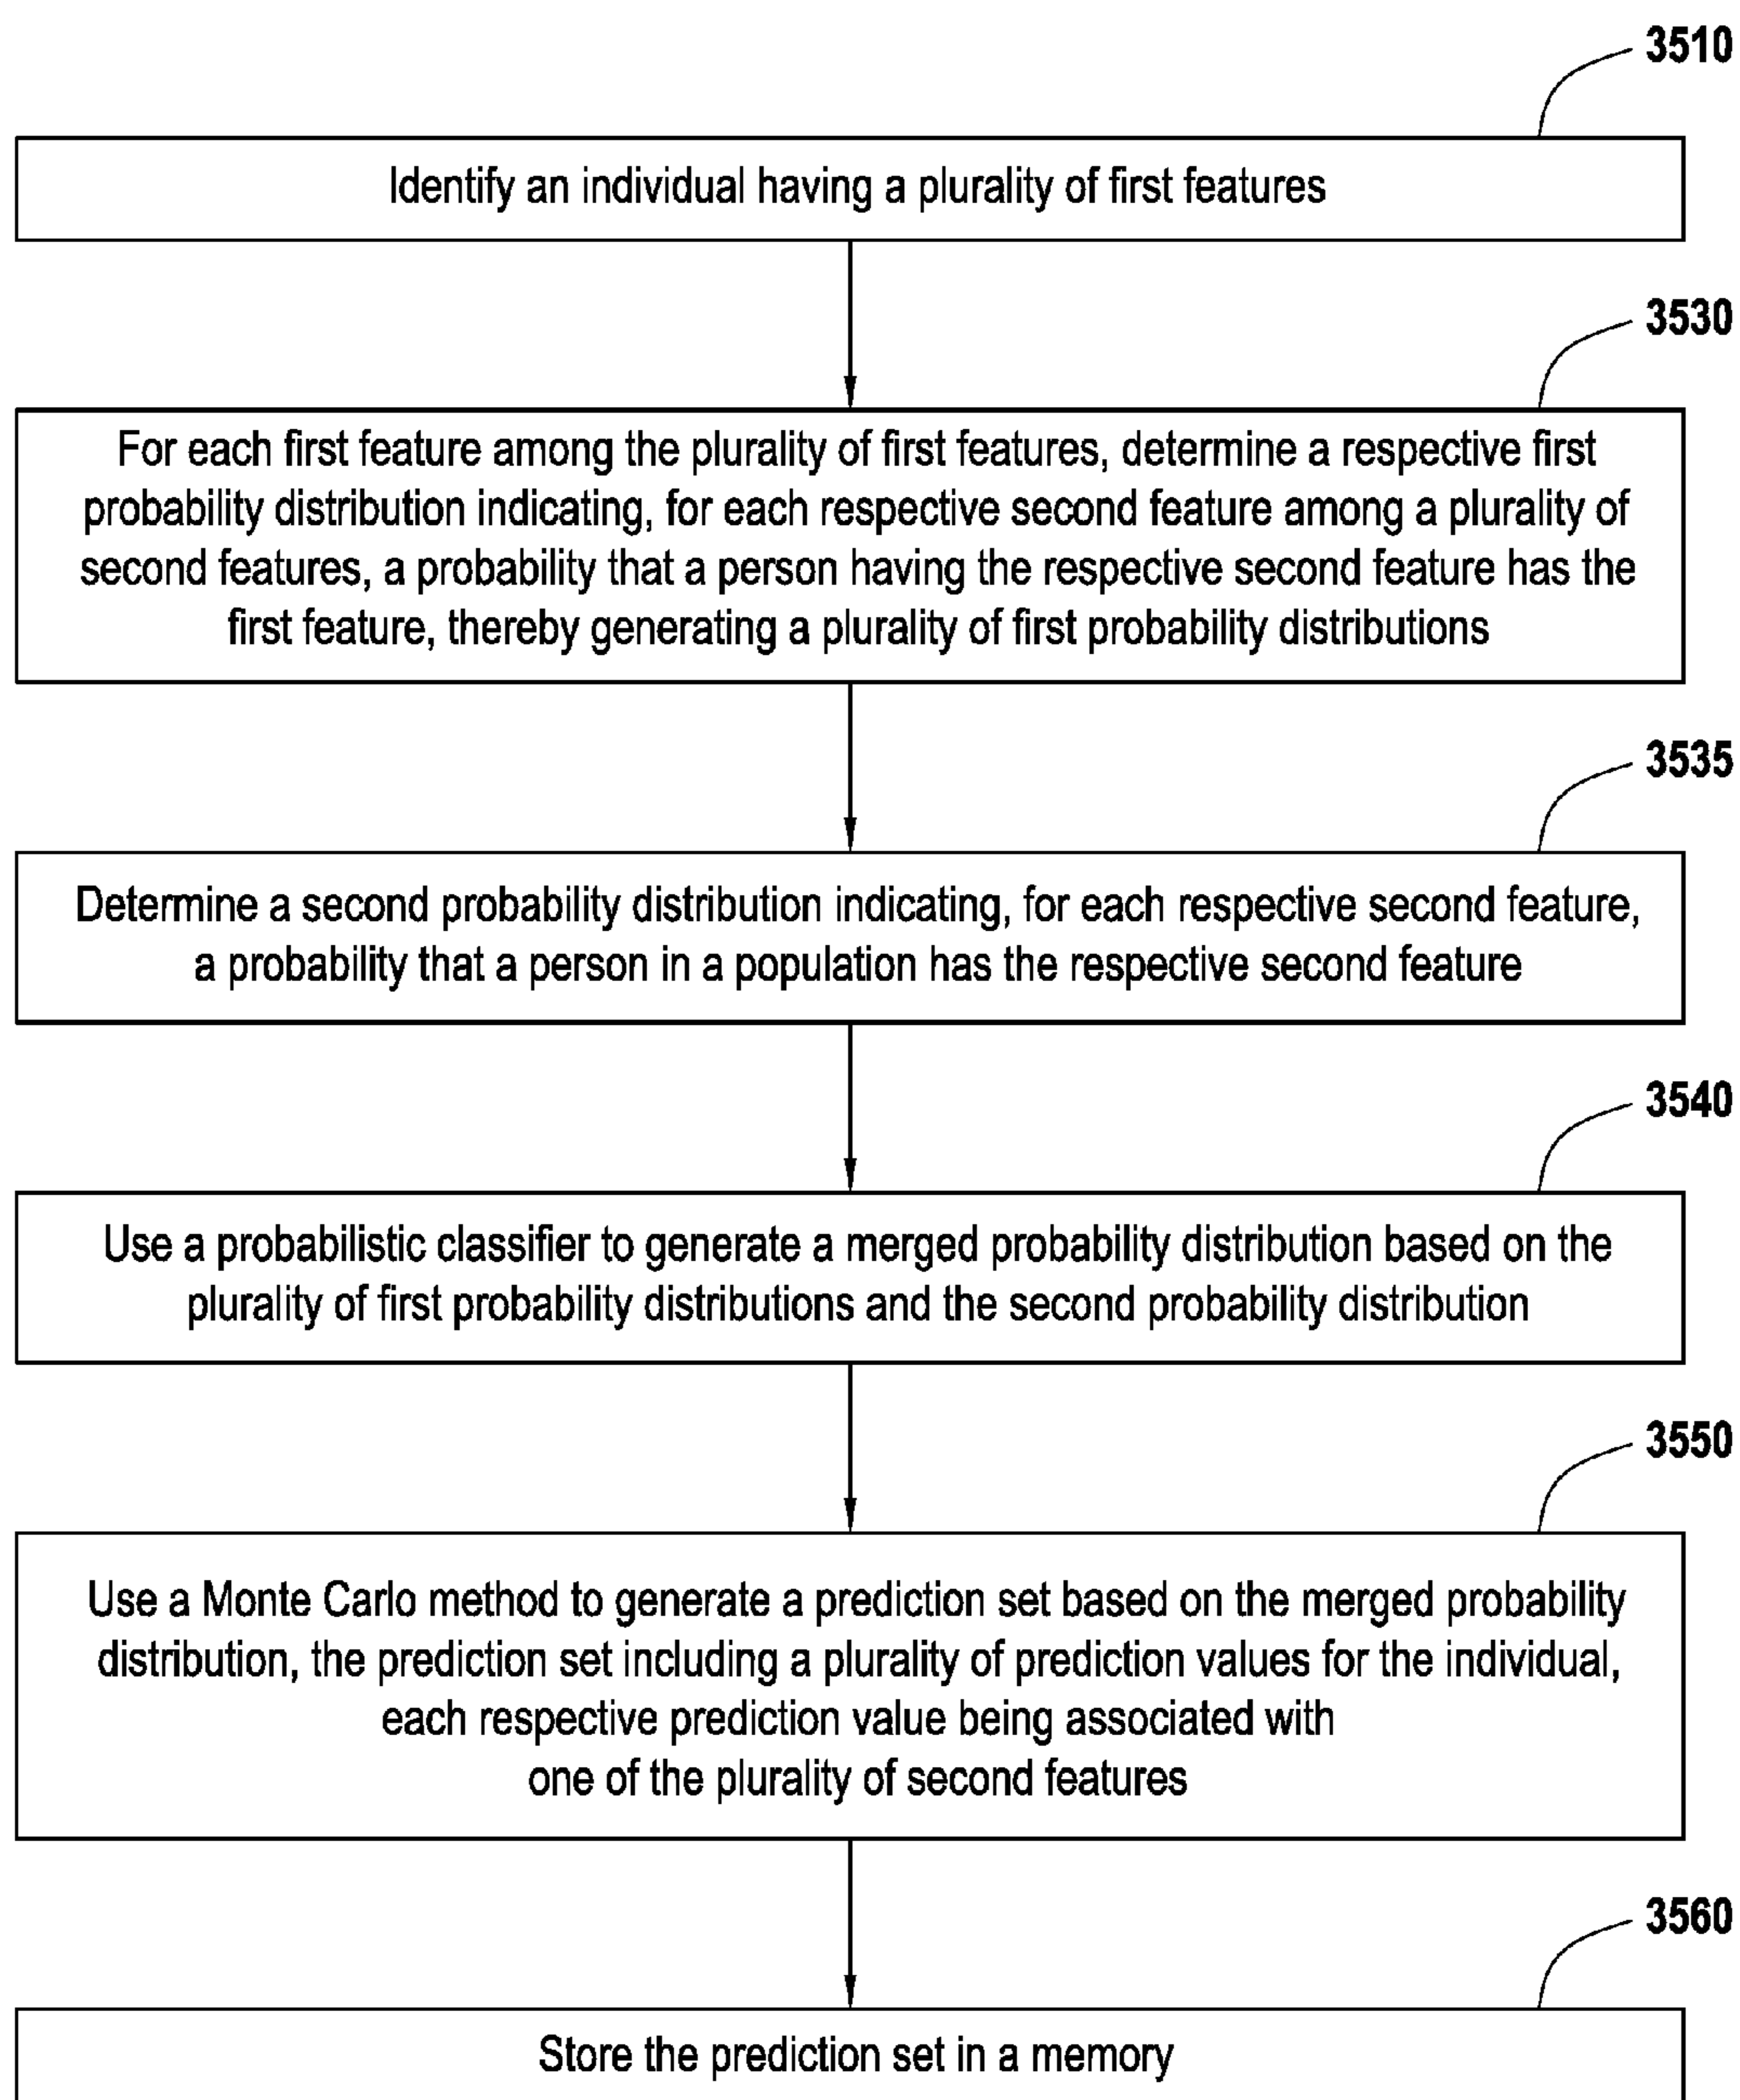 3510
Identify an individual having a plurality of first features
3530
For each first feature among the plurality of first features, determine a respective first
probability distribution indicating, for each respective second feature among a plurality of
second features, a probability that a person having the respective second feature has the
first feature, thereby generating a plurality of first probability distributions
3535
Determine a second probability distribution indicating, for each respective second feature,
a probability that a person in a population has the respective second feature
3540
Use a probabilistic classifier to generate a merged probability distribution based on the
plurality of first probability distributions and the second probability distribution
3550
Use a Monte Carlo method to generate a prediction set based on the merged probability
distribution, the prediction set including a plurality of prediction values for the individual,
each respective prediction value being associated with
one of the plurality of second features
3560
Store the prediction set in a memory